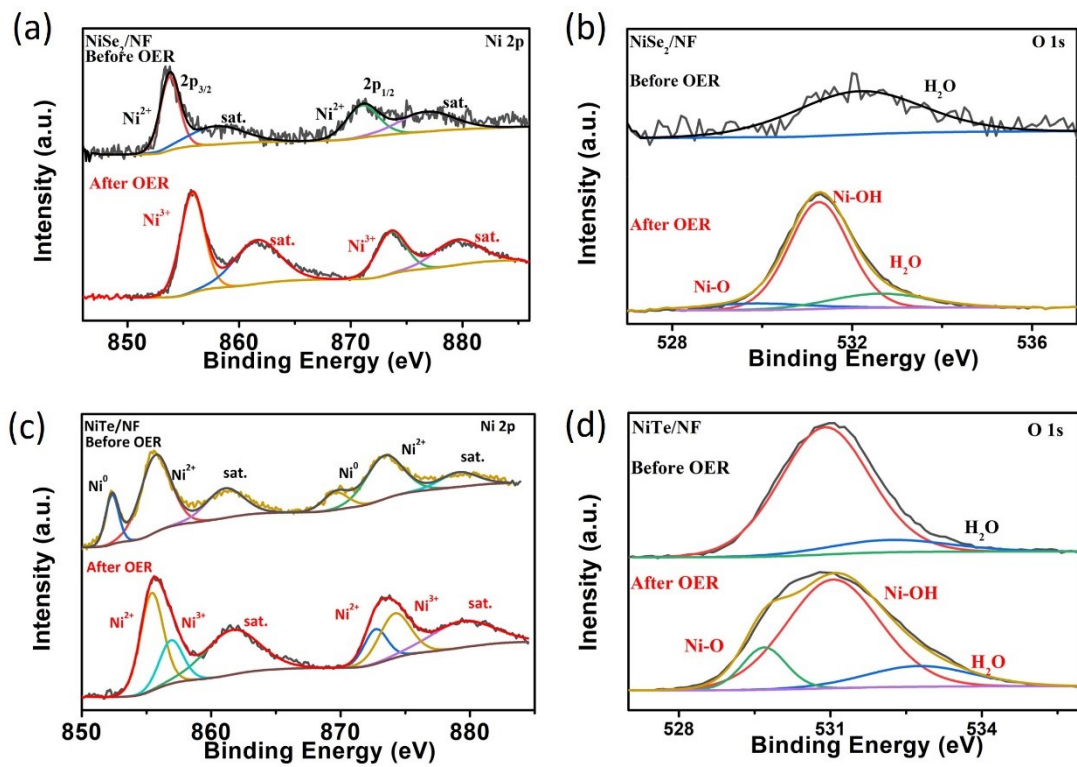 (a)
NiSe₂/NF
Before OER
Ni 2p
Ni²⁺
2p₃/₂
sat.
Ni²⁺
2p₁/₂
sat.
After OER
Ni³⁺
sat.
Ni³⁺
sat.
Intensity (a.u.)
850 860 870 880
Binding Energy (eV)
(b)
NiSe₂/NF
O 1s
Before OER
H₂O
After OER
Ni-OH
Ni-O
H₂O
Intensity (a.u.)
528 532 536
Binding Energy (eV)
(c)
NiTe/NF
Before OER
Ni 2p
Ni⁰
Ni²⁺
sat.
Ni⁰
Ni²⁺
sat.
After OER
Ni²⁺
Ni³⁺
sat.
Ni²⁺
Ni³⁺
sat.
Intensity (a.u.)
850 860 870 880
Binding Energy (eV)
(d)
NiTe/NF
O 1s
Before OER
H₂O
After OER
Ni-OH
Ni-O
H₂O
Inensity (a.u.)
528 531 534
Binding Energy (eV)